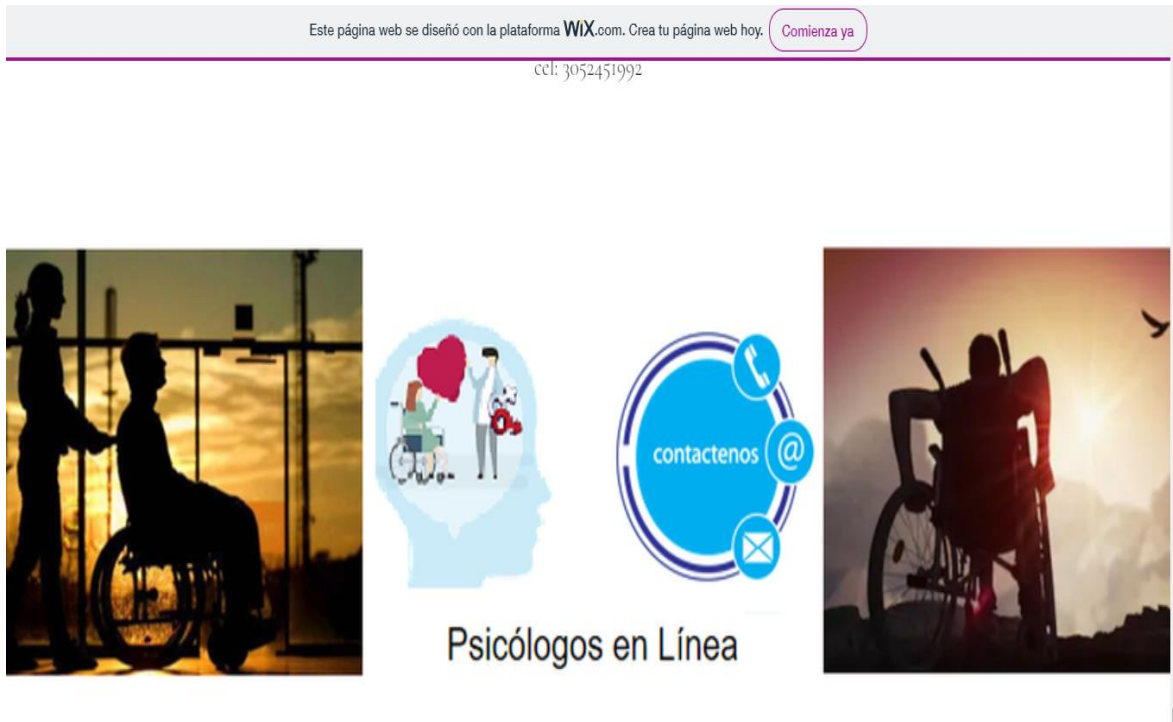 Este página web se diseñó con la plataforma WiX.com. Crea tu página web hoy. Comienza ya
cel: 3052451992
contactenos @
Psicólogos en Línea